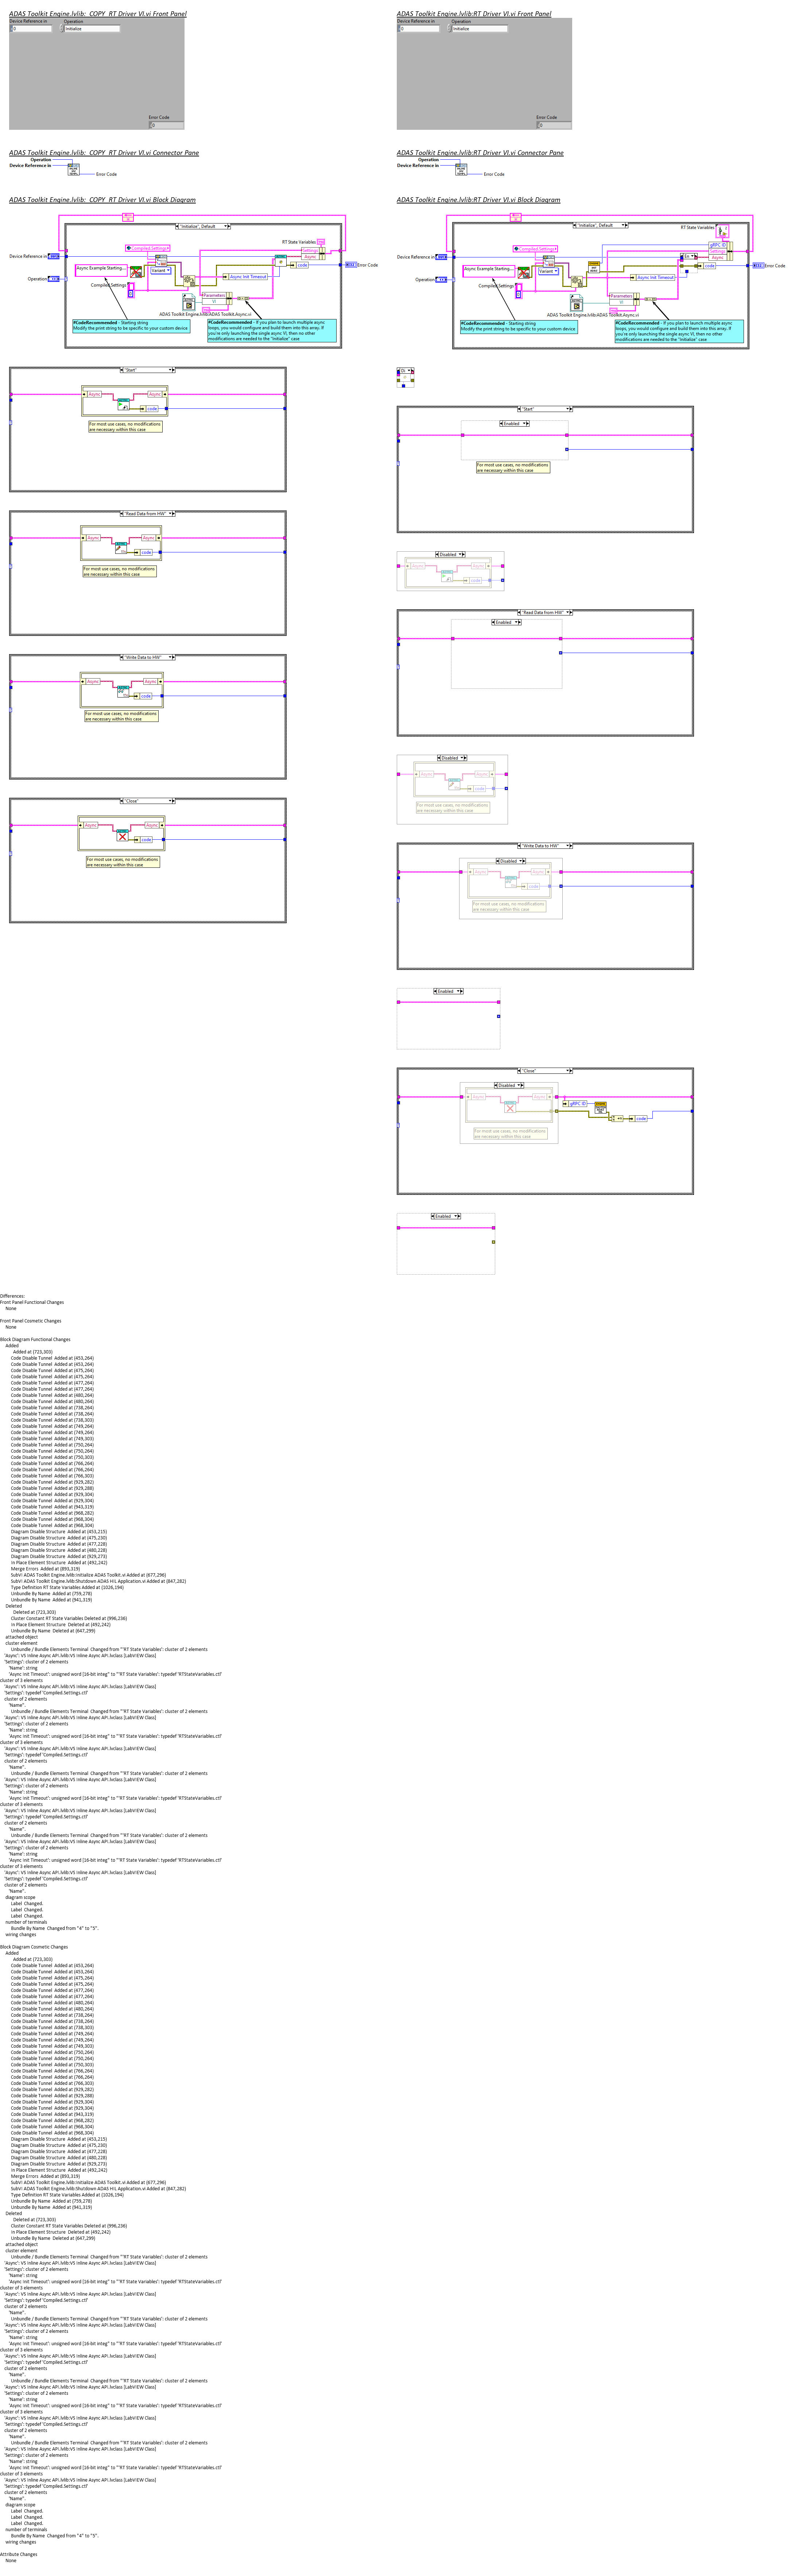 ADAS Toolkit Engine.lvlib:_COPY_RT Driver VI.vi Front Panel
Device Reference in
Operation
0
Initialize
Error Code
0
ADAS Toolkit Engine.lvlib:_COPY_RT Driver VI.vi Connector Pane
Operation
Device Reference in
Error Code
ADAS Toolkit Engine.lvlib:_COPY_RT Driver VI.vi Block Diagram
"Initialize", Default
RT State Variables
Compiled.Settings
Settings
Async
Device Reference in
Error Code
code
Async Example Starting...
Variant
Async Init Timeout
Operation
Compiled.Settings
Parameters
VI
ADAS Toolkit Engine.lvlib:ADAS Toolkit.Async.vi
#CodeRecommended - Starting string
Modify the print string to be specific to your custom device
#CodeRecommended - If you plan to launch multiple async
loops, you would configure and build them into this array. If
you're only launching the single async VI, then no other
modifications are needed to the "Initialize" case
"Start"
Async
Async
code
For most use cases, no modifications
are necessary within this case
"Read Data from HW"
Async
Async
code
For most use cases, no modifications
are necessary within this case
"Write Data to HW"
Async
Async
code
For most use cases, no modifications
are necessary within this case
"Close"
Async
Async
code
For most use cases, no modifications
are necessary within this case
ADAS Toolkit Engine.lvlib:RT Driver VI.vi Front Panel
Device Reference in
Operation
0
Initialize
Error Code
0
ADAS Toolkit Engine.lvlib:RT Driver VI.vi Connector Pane
Operation
Device Reference in
Error Code
ADAS Toolkit Engine.lvlib:RT Driver VI.vi Block Diagram
"Initialize", Default
RT State Variables
gRPC ID
Compiled.Settings
Settings
Async
Device Reference in
Error Code
code
Async Example Starting...
Variant
Operation
Compiled.Settings
Parameters
VI
ADAS Toolkit Engine.lvlib:ADAS Toolkit.Async.vi
#CodeRecommended - Starting string
Modify the print string to be specific to your custom device
#CodeRecommended - If you plan to launch multiple async
loops, you would configure and build them into this array. If
you're only launching the single async VI, then no other
modifications are needed to the "Initialize" case
"Start"
Enabled
For most use cases, no modifications
are necessary within this case
Disabled
Async
Async
code
"Read Data from HW"
Enabled
Disabled
Async
Async
code
For most use cases, no modifications
are necessary within this case
"Write Data to HW"
Disabled
Async
Async
code
For most use cases, no modifications
are necessary within this case
Enabled
"Close"
Disabled
Async
Async
gRPC ID
code
For most use cases, no modifications
are necessary within this case
Enabled
Differences:
Front Panel Functional Changes
None
Front Panel Cosmetic Changes
None
Block Diagram Functional Changes
Added
Added at (723,303)
Code Disable Tunnel Added at (453,264)
Code Disable Tunnel Added at (453,264)
Code Disable Tunnel Added at (475,264)
Code Disable Tunnel Added at (475,264)
Code Disable Tunnel Added at (477,264)
Code Disable Tunnel Added at (477,264)
Code Disable Tunnel Added at (480,264)
Code Disable Tunnel Added at (480,264)
Code Disable Tunnel Added at (738,264)
Code Disable Tunnel Added at (738,264)
Code Disable Tunnel Added at (738,303)
Code Disable Tunnel Added at (749,264)
Code Disable Tunnel Added at (749,264)
Code Disable Tunnel Added at (749,303)
Code Disable Tunnel Added at (750,264)
Code Disable Tunnel Added at (750,264)
Code Disable Tunnel Added at (750,303)
Code Disable Tunnel Added at (766,264)
Code Disable Tunnel Added at (766,264)
Code Disable Tunnel Added at (766,303)
Code Disable Tunnel Added at (929,282)
Code Disable Tunnel Added at (929,288)
Code Disable Tunnel Added at (929,304)
Code Disable Tunnel Added at (929,304)
Code Disable Tunnel Added at (943,319)
Code Disable Tunnel Added at (968,282)
Code Disable Tunnel Added at (968,304)
Code Disable Tunnel Added at (968,304)
Diagram Disable Structure Added at (453,215)
Diagram Disable Structure Added at (475,230)
Diagram Disable Structure Added at (477,228)
Diagram Disable Structure Added at (480,228)
Diagram Disable Structure Added at (929,273)
In Place Element Structure Added at (492,242)
Merge Errors Added at (893,319)
SubVI ADAS Toolkit Engine.lvlib:Initialize ADAS Toolkit.vi Added at (677,296)
SubVI ADAS Toolkit Engine.lvlib:Shutdown ADAS HIL Application.vi Added at (847,282)
Type Definition RT State Variables Added at (1026,194)
Unbundle By Name Added at (759,278)
Unbundle By Name Added at (941,319)
Deleted
Deleted at (723,303)
Cluster Constant RT State Variables Deleted at (996,236)
In Place Element Structure Deleted at (492,242)
Unbundle By Name Deleted at (647,299)
attached object
cluster element
Unbundle / Bundle Elements Terminal Changed from "'RT State Variables': cluster of 2 elements
'Async': VS Inline Async API.lvlib:VS Inline Async API.lvclass [LabVIEW Class]
'Settings': cluster of 2 elements
'Name': string
'Async Init Timeout': unsigned word [16-bit integ" to "'RT State Variables': typedef 'RTStateVariables.ctl'
cluster of 3 elements
'Async': VS Inline Async API.lvlib:VS Inline Async API.lvclass [LabVIEW Class]
'Settings': typedef 'Compiled.Settings.ctl'
cluster of 2 elements
'Name'".
Unbundle / Bundle Elements Terminal Changed from "'RT State Variables': cluster of 2 elements
'Async': VS Inline Async API.lvlib:VS Inline Async API.lvclass [LabVIEW Class]
'Settings': cluster of 2 elements
'Name': string
'Async Init Timeout': unsigned word [16-bit integ" to "'RT State Variables': typedef 'RTStateVariables.ctl'
cluster of 3 elements
'Async': VS Inline Async API.lvlib:VS Inline Async API.lvclass [LabVIEW Class]
'Settings': typedef 'Compiled.Settings.ctl'
cluster of 2 elements
'Name'".
Unbundle / Bundle Elements Terminal Changed from "'RT State Variables': cluster of 2 elements
'Async': VS Inline Async API.lvlib:VS Inline Async API.lvclass [LabVIEW Class]
'Settings': cluster of 2 elements
'Name': string
'Async Init Timeout': unsigned word [16-bit integ" to "'RT State Variables': typedef 'RTStateVariables.ctl'
cluster of 3 elements
'Async': VS Inline Async API.lvlib:VS Inline Async API.lvclass [LabVIEW Class]
'Settings': typedef 'Compiled.Settings.ctl'
cluster of 2 elements
'Name'".
Unbundle / Bundle Elements Terminal Changed from "'RT State Variables': cluster of 2 elements
'Async': VS Inline Async API.lvlib:VS Inline Async API.lvclass [LabVIEW Class]
'Settings': cluster of 2 elements
'Name': string
'Async Init Timeout': unsigned word [16-bit integ" to "'RT State Variables': typedef 'RTStateVariables.ctl'
cluster of 3 elements
'Async': VS Inline Async API.lvlib:VS Inline Async API.lvclass [LabVIEW Class]
'Settings': typedef 'Compiled.Settings.ctl'
cluster of 2 elements
'Name'".
diagram scope
Label Changed.
Label Changed.
Label Changed.
number of terminals
Bundle By Name Changed from "4" to "5".
wiring changes
Block Diagram Cosmetic Changes
Added
Added at (723,303)
Code Disable Tunnel Added at (453,264)
Code Disable Tunnel Added at (453,264)
Code Disable Tunnel Added at (475,264)
Code Disable Tunnel Added at (475,264)
Code Disable Tunnel Added at (477,264)
Code Disable Tunnel Added at (477,264)
Code Disable Tunnel Added at (480,264)
Code Disable Tunnel Added at (480,264)
Code Disable Tunnel Added at (738,264)
Code Disable Tunnel Added at (738,264)
Code Disable Tunnel Added at (738,303)
Code Disable Tunnel Added at (749,264)
Code Disable Tunnel Added at (749,264)
Code Disable Tunnel Added at (749,303)
Code Disable Tunnel Added at (750,264)
Code Disable Tunnel Added at (750,264)
Code Disable Tunnel Added at (750,303)
Code Disable Tunnel Added at (766,264)
Code Disable Tunnel Added at (766,264)
Code Disable Tunnel Added at (766,303)
Code Disable Tunnel Added at (929,282)
Code Disable Tunnel Added at (929,288)
Code Disable Tunnel Added at (929,304)
Code Disable Tunnel Added at (929,304)
Code Disable Tunnel Added at (943,319)
Code Disable Tunnel Added at (968,282)
Code Disable Tunnel Added at (968,304)
Code Disable Tunnel Added at (968,304)
Diagram Disable Structure Added at (453,215)
Diagram Disable Structure Added at (475,230)
Diagram Disable Structure Added at (477,228)
Diagram Disable Structure Added at (480,228)
Diagram Disable Structure Added at (929,273)
In Place Element Structure Added at (492,242)
Merge Errors Added at (893,319)
SubVI ADAS Toolkit Engine.lvlib:Initialize ADAS Toolkit.vi Added at (677,296)
SubVI ADAS Toolkit Engine.lvlib:Shutdown ADAS HIL Application.vi Added at (847,282)
Type Definition RT State Variables Added at (1026,194)
Unbundle By Name Added at (759,278)
Unbundle By Name Added at (941,319)
Deleted
Deleted at (723,303)
Cluster Constant RT State Variables Deleted at (996,236)
In Place Element Structure Deleted at (492,242)
Unbundle By Name Deleted at (647,299)
attached object
cluster element
Unbundle / Bundle Elements Terminal Changed from "'RT State Variables': cluster of 2 elements
'Async': VS Inline Async API.lvlib:VS Inline Async API.lvclass [LabVIEW Class]
'Settings': cluster of 2 elements
'Name': string
'Async Init Timeout': unsigned word [16-bit integ" to "'RT State Variables': typedef 'RTStateVariables.ctl'
cluster of 3 elements
'Async': VS Inline Async API.lvlib:VS Inline Async API.lvclass [LabVIEW Class]
'Settings': typedef 'Compiled.Settings.ctl'
cluster of 2 elements
'Name'".
Unbundle / Bundle Elements Terminal Changed from "'RT State Variables': cluster of 2 elements
'Async': VS Inline Async API.lvlib:VS Inline Async API.lvclass [LabVIEW Class]
'Settings': cluster of 2 elements
'Name': string
'Async Init Timeout': unsigned word [16-bit integ" to "'RT State Variables': typedef 'RTStateVariables.ctl'
cluster of 3 elements
'Async': VS Inline Async API.lvlib:VS Inline Async API.lvclass [LabVIEW Class]
'Settings': typedef 'Compiled.Settings.ctl'
cluster of 2 elements
'Name'".
Unbundle / Bundle Elements Terminal Changed from "'RT State Variables': cluster of 2 elements
'Async': VS Inline Async API.lvlib:VS Inline Async API.lvclass [LabVIEW Class]
'Settings': cluster of 2 elements
'Name': string
'Async Init Timeout': unsigned word [16-bit integ" to "'RT State Variables': typedef 'RTStateVariables.ctl'
cluster of 3 elements
'Async': VS Inline Async API.lvlib:VS Inline Async API.lvclass [LabVIEW Class]
'Settings': typedef 'Compiled.Settings.ctl'
cluster of 2 elements
'Name'".
Unbundle / Bundle Elements Terminal Changed from "'RT State Variables': cluster of 2 elements
'Async': VS Inline Async API.lvlib:VS Inline Async API.lvclass [LabVIEW Class]
'Settings': cluster of 2 elements
'Name': string
'Async Init Timeout': unsigned word [16-bit integ" to "'RT State Variables': typedef 'RTStateVariables.ctl'
cluster of 3 elements
'Async': VS Inline Async API.lvlib:VS Inline Async API.lvclass [LabVIEW Class]
'Settings': typedef 'Compiled.Settings.ctl'
cluster of 2 elements
'Name'".
diagram scope
Label Changed.
Label Changed.
Label Changed.
number of terminals
Bundle By Name Changed from "4" to "5".
wiring changes
Attribute Changes
None